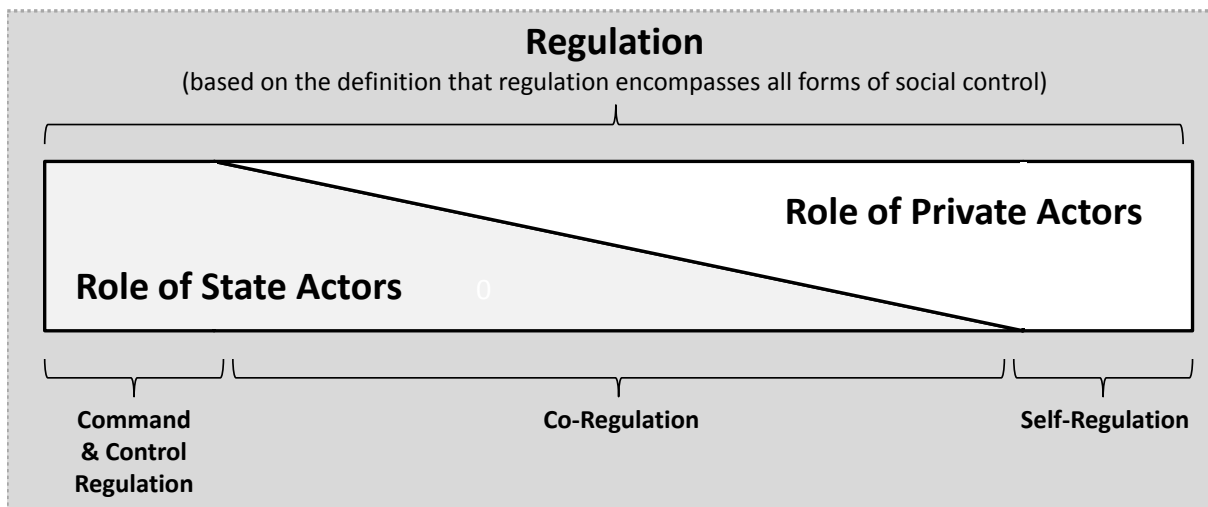 Regulation
(based on the definition that regulation encompasses all forms of social control)
Role of Private Actors
Role of State Actors
0
Command
& Control
Regulation
Co-Regulation
Self-Regulation